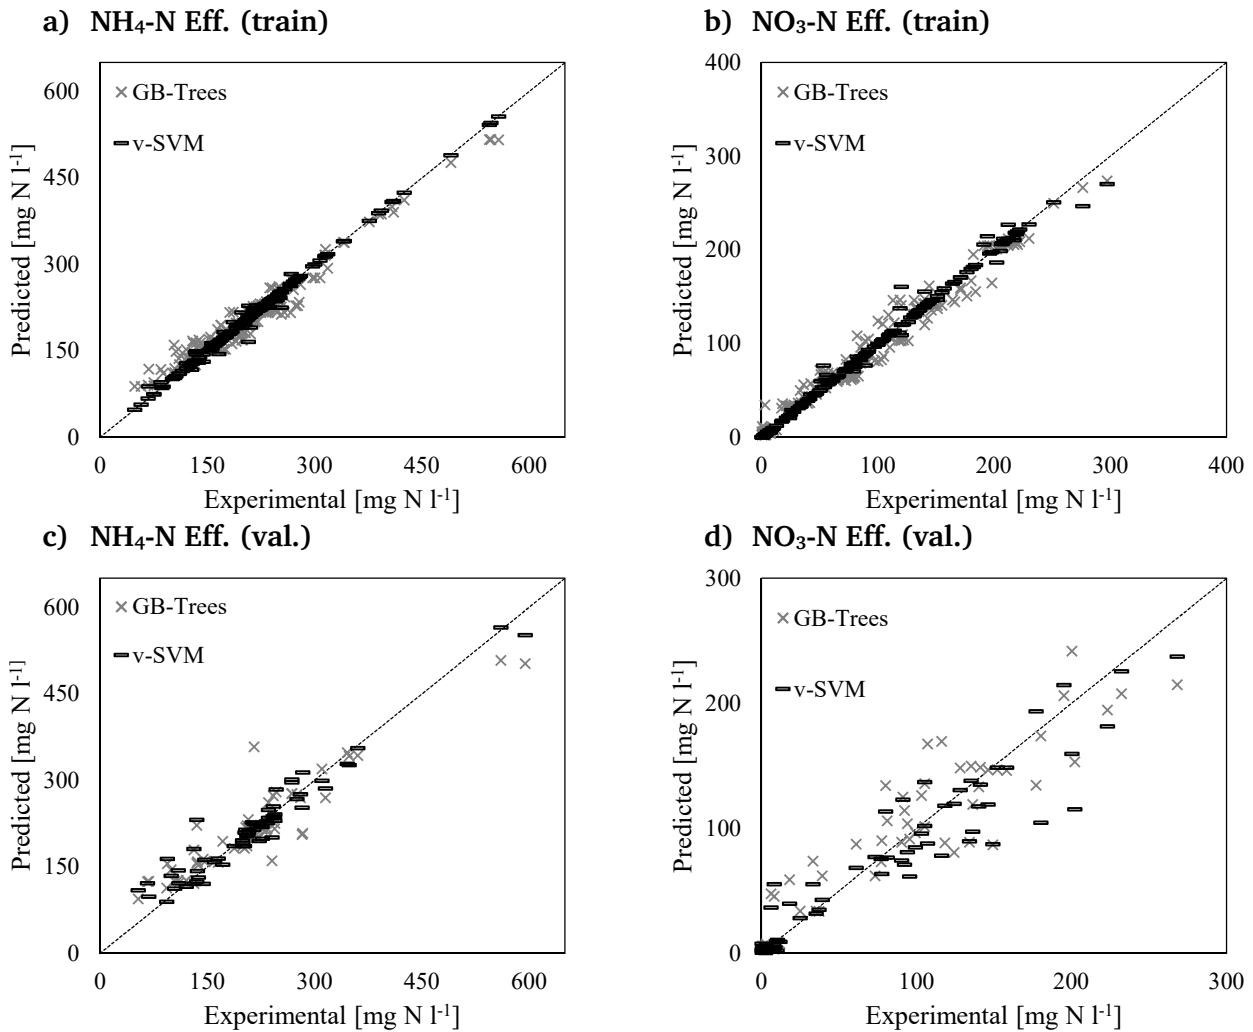 a) NH₄-N Eff. (train)
600
450
300
150
0
Predicted [mg N l⁻¹]
GB-Trees
v-SVM
0 150 300 450 600
Experimental [mg N l⁻¹]
b) NO₃-N Eff. (train)
400
300
200
100
0
Predicted [mg N l⁻¹]
GB-Trees
v-SVM
0 100 200 300 400
Experimental [mg N l⁻¹]
c) NH₄-N Eff. (val.)
600
450
300
150
0
Predicted [mg N l⁻¹]
GB-Trees
v-SVM
0 150 300 450 600
Experimental [mg N l⁻¹]
d) NO₃-N Eff. (val.)
300
200
100
0
Predicted [mg N l⁻¹]
GB-Trees
v-SVM
0 100 200 300
Experimental [mg N l⁻¹]